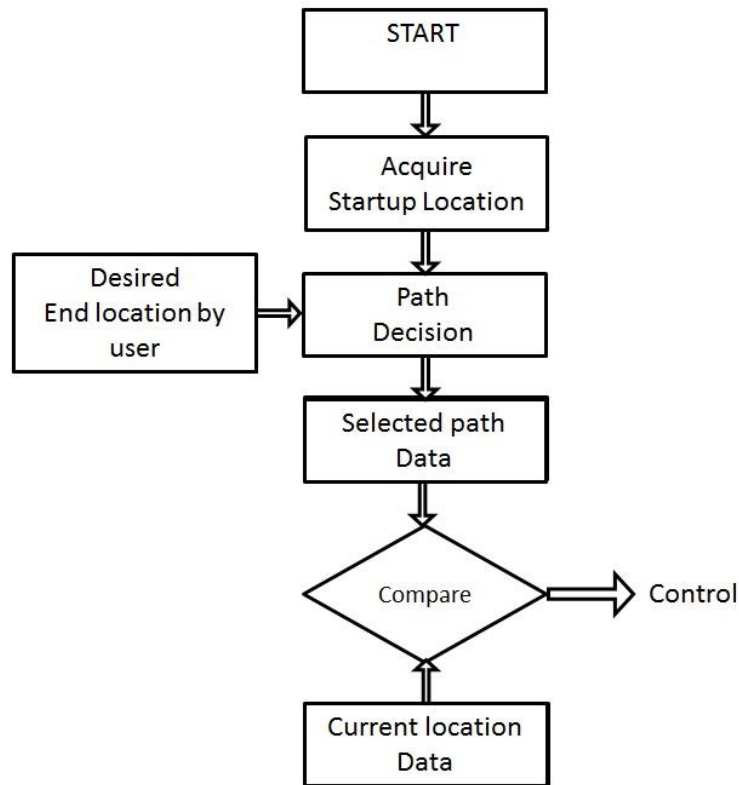 START
Acquire
Startup Location
Desired
End location by
user
Path
Decision
Selected path
Data
Compare
Control
Current location
Data